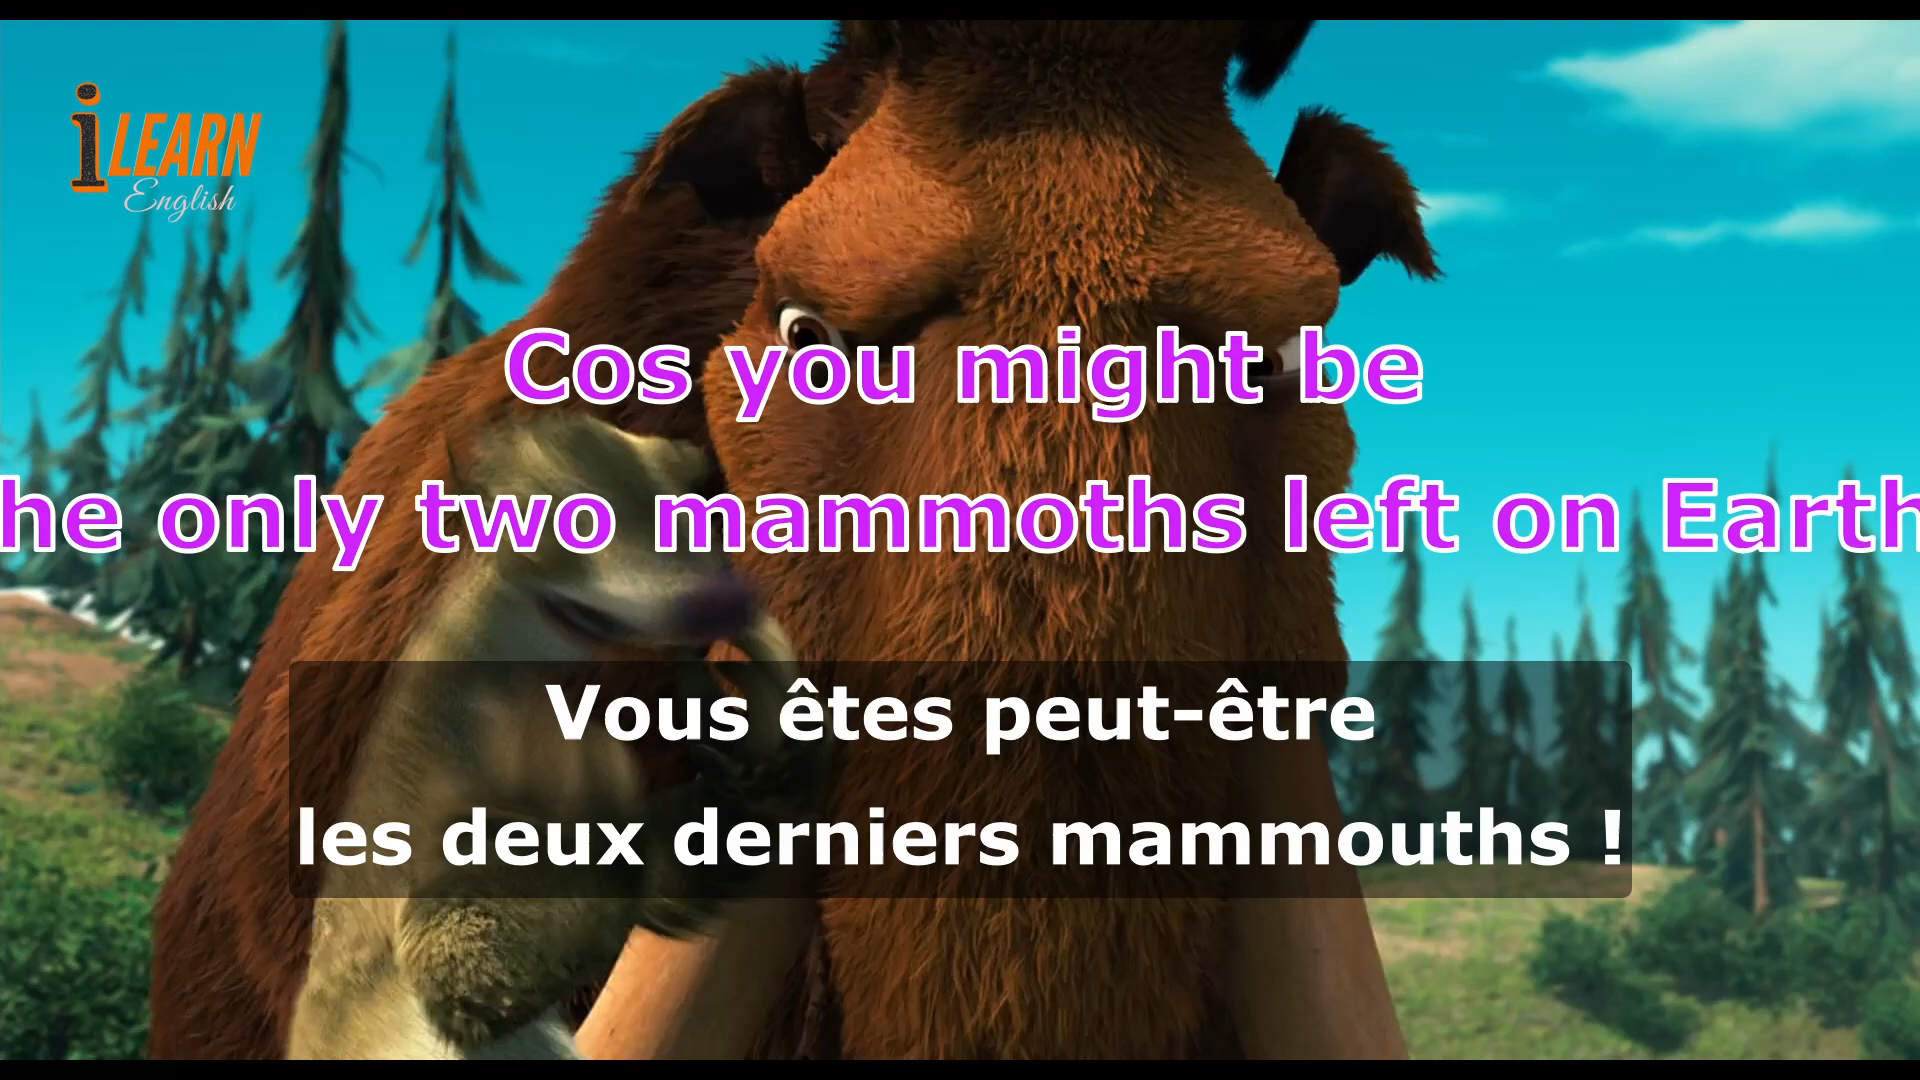 iLEARN
English
Cos you might be
he only two mammoths left on Earth
Vous êtes peut-être
les deux derniers mammouths !